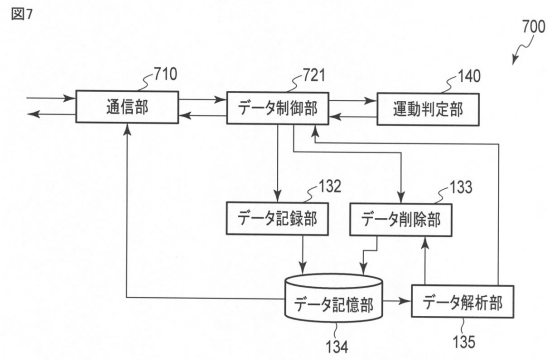 図7
700
710
721
140
通信部
データ制御部
運動判定部
132
133
データ記録部
データ削除部
データ記憶部
データ解析部
134
135